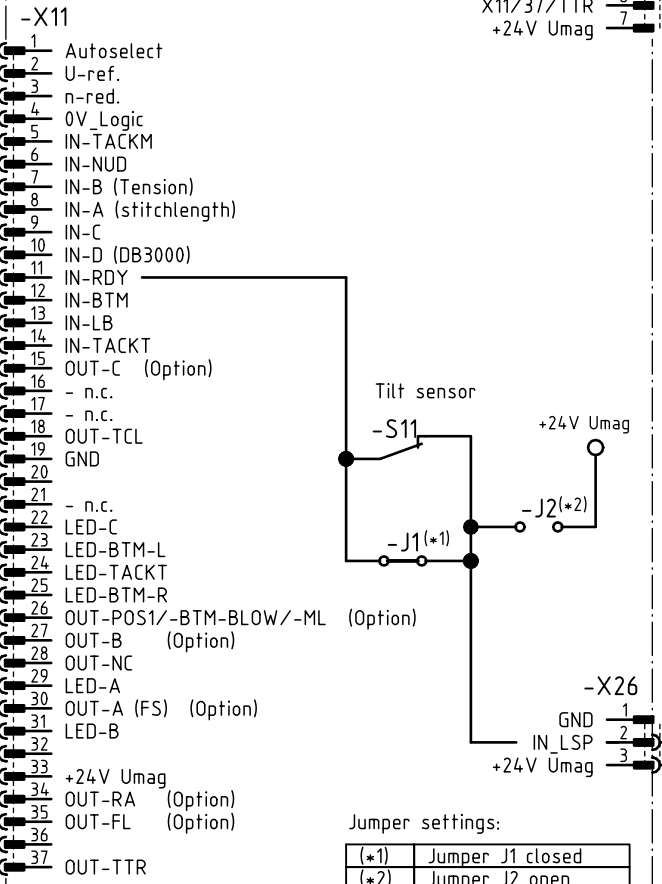 X11/37/TTR
+24V Umag 7
-X11
1 Autoselect
2 U-ref.
3 n-red.
4 0V_Logic
5 IN-TACKM
6 IN-NUD
7 IN-B (Tension)
8 IN-A (stitchlength)
9 IN-C
10 IN-D (DB3000)
11 IN-RDY
12 IN-BTM
13 IN-LB
14 IN-TACKT
15 OUT-C (Option)
16 - n.c.
17 - n.c.
18 OUT-TCL
19 GND
20
21 - n.c.
22 LED-C
23 LED-BTM-L
24 LED-TACKT
25 LED-BTM-R
26 OUT-POS1/-BTM-BLOW/-ML (Option)
27 OUT-B (Option)
28 OUT-NC
29 LED-A
30 OUT-A (FS) (Option)
31 LED-B
32
33 +24V Umag
34 OUT-RA (Option)
35 OUT-FL (Option)
36
37 OUT-TTR
Tilt sensor
-S11
+24V Umag
-J2(*2)
-J1(*1)
-X26
GND 1
IN_LSP 2
+24V Umag 3
Jumper settings:
(*1) Jumper J1 closed
(*2) Jumper J2 open